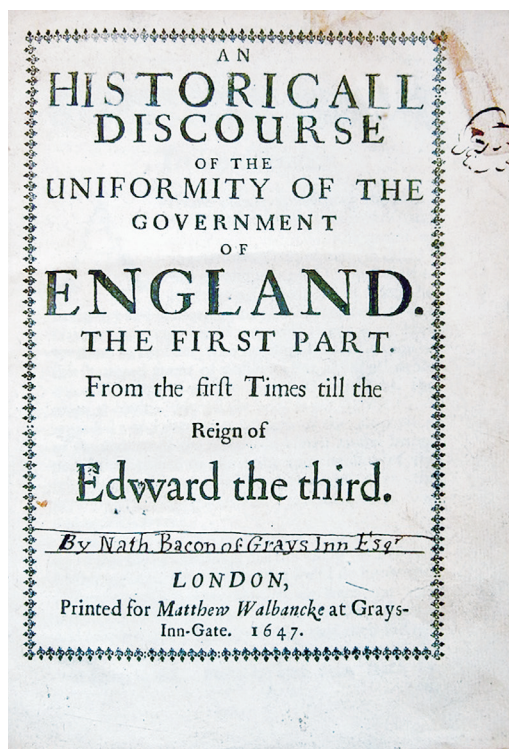 AN
HISTORICALL
DISCOURSE
OF THE
UNIFORMITY OF THE
GOVERNMENT
OF
ENGLAND.
THE FIRST PART.
From the firſt Times till the
Reign of
Edvvard the third.
By Nath Bacon of Grays Inn Esqr
LONDON,
Printed for Matthew Walbancke at Grays-
Inn-Gate. 1647.